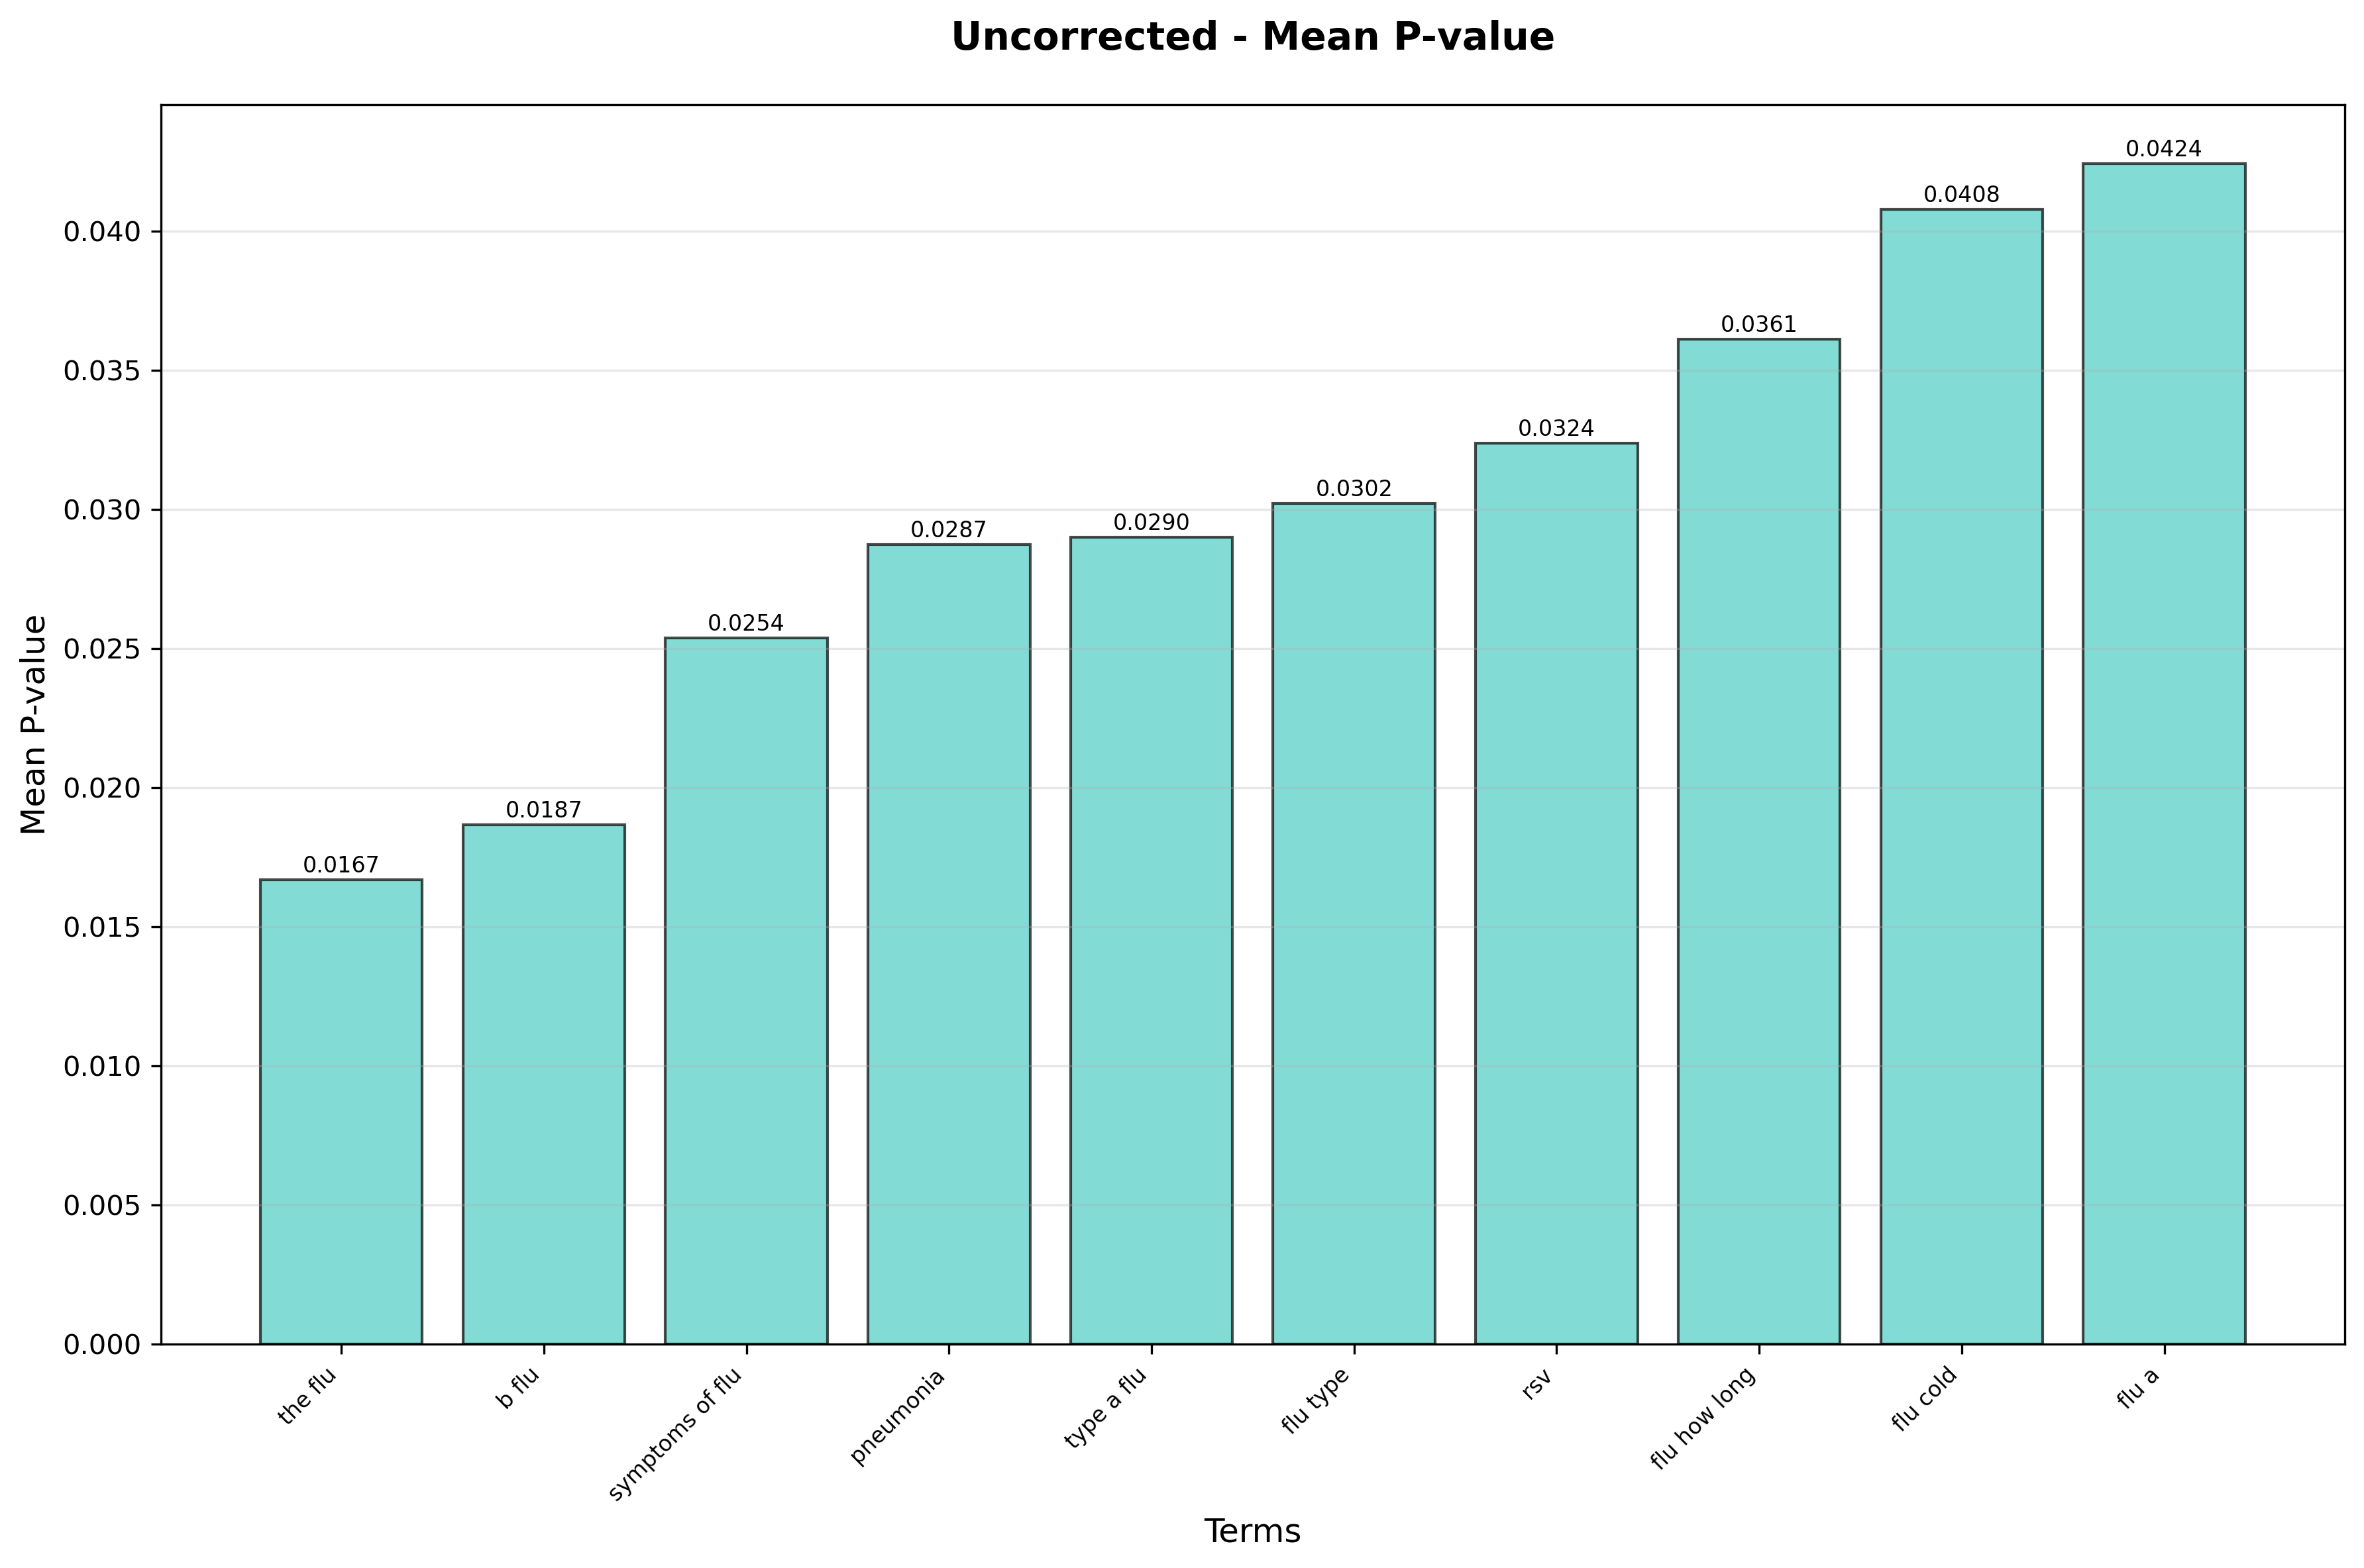 Uncorrected - Mean P-value
Mean P-value
0.040
0.035
0.030
0.025
0.020
0.015
0.010
0.005
0.000
0.0167
0.0187
0.0254
0.0287
0.0290
0.0302
0.0324
0.0361
0.0408
0.0424
the flu
b flu
symptoms of flu
pneumonia
type a flu
flu type
rsv
flu how long
flu cold
flu a
Terms